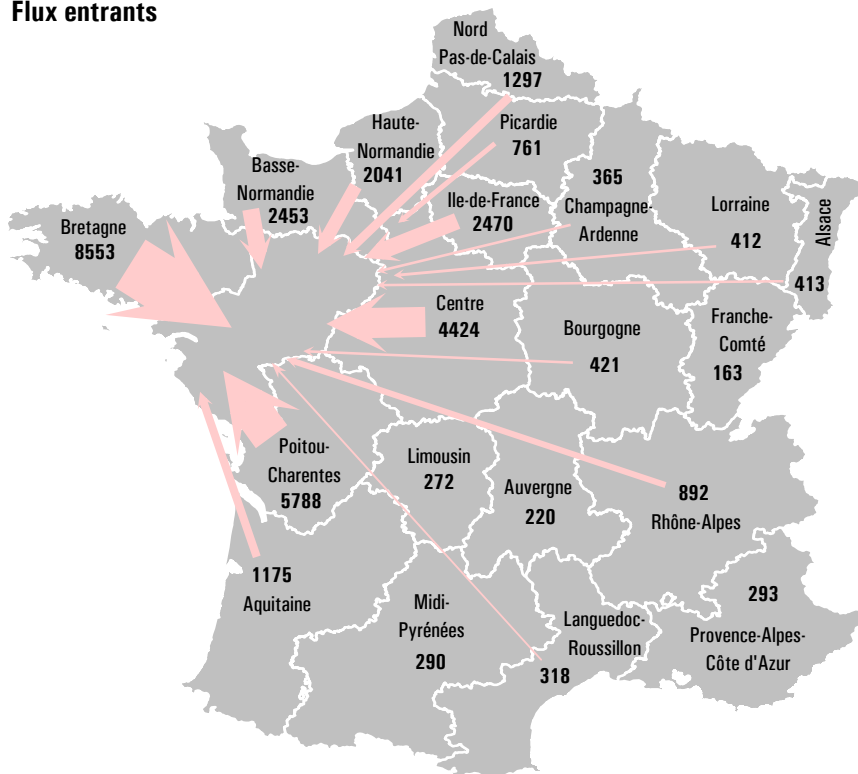 Flux entrants
Nord
Pas-de-Calais
1297
Haute-
Normandie
2041
Picardie
761
Basse-
Normandie
2453
365
Champagne-
Ardenne
Ile-de-France
2470
Lorraine
412
Alsace
413
Bretagne
8553
Centre
4424
Bourgogne
421
Franche-
Comté
163
Poitou-
Charentes
5788
Limousin
272
Auvergne
220
892
Rhône-Alpes
1175
Aquitaine
Midi-
Pyrénées
290
Languedoc-
Roussillon
318
293
Provence-Alpes-
Côte d'Azur